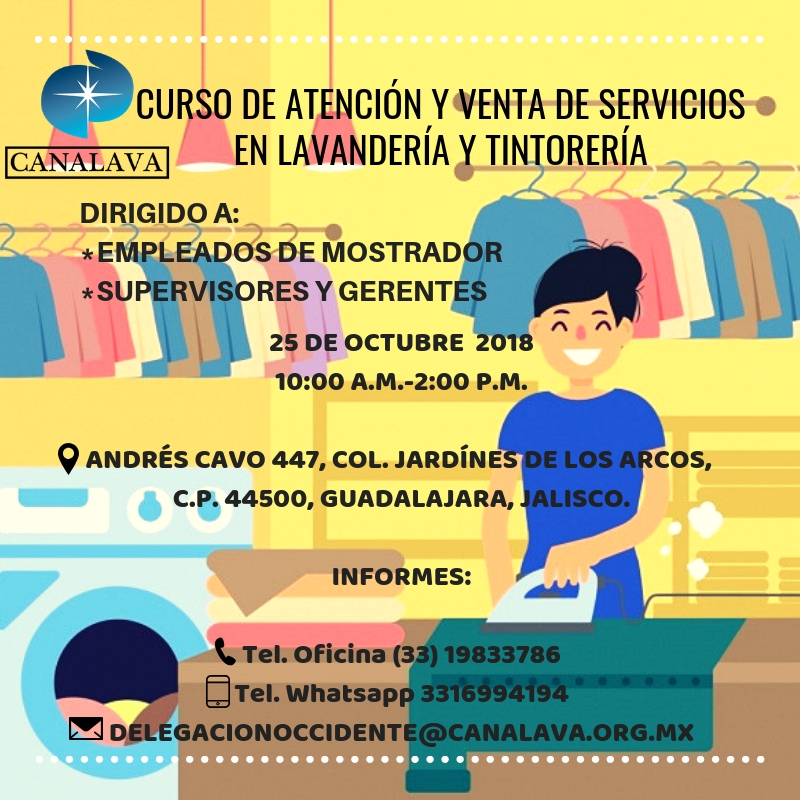 CURSO DE ATENCIÓN Y VENTA DE SERVICIOS
EN LAVANDERÍA Y TINTORERÍA
CANALAVA
DIRIGIDO A:
*EMPLEADOS DE MOSTRADOR
*SUPERVISORES Y GERENTES
25 DE OCTUBRE 2018
10:00 A.M.-2:00 P.M.
ANDRÉS CAVO 447, COL. JARDÍNES DE LOS ARCOS,
C.P. 44500, GUADALAJARA, JALISCO.
INFORMES:
Tel. Oficina (33) 19833786
Tel. Whatsapp 3316994194
DELEGACIONOCCIDENTE@CANALAVA.ORG.MX